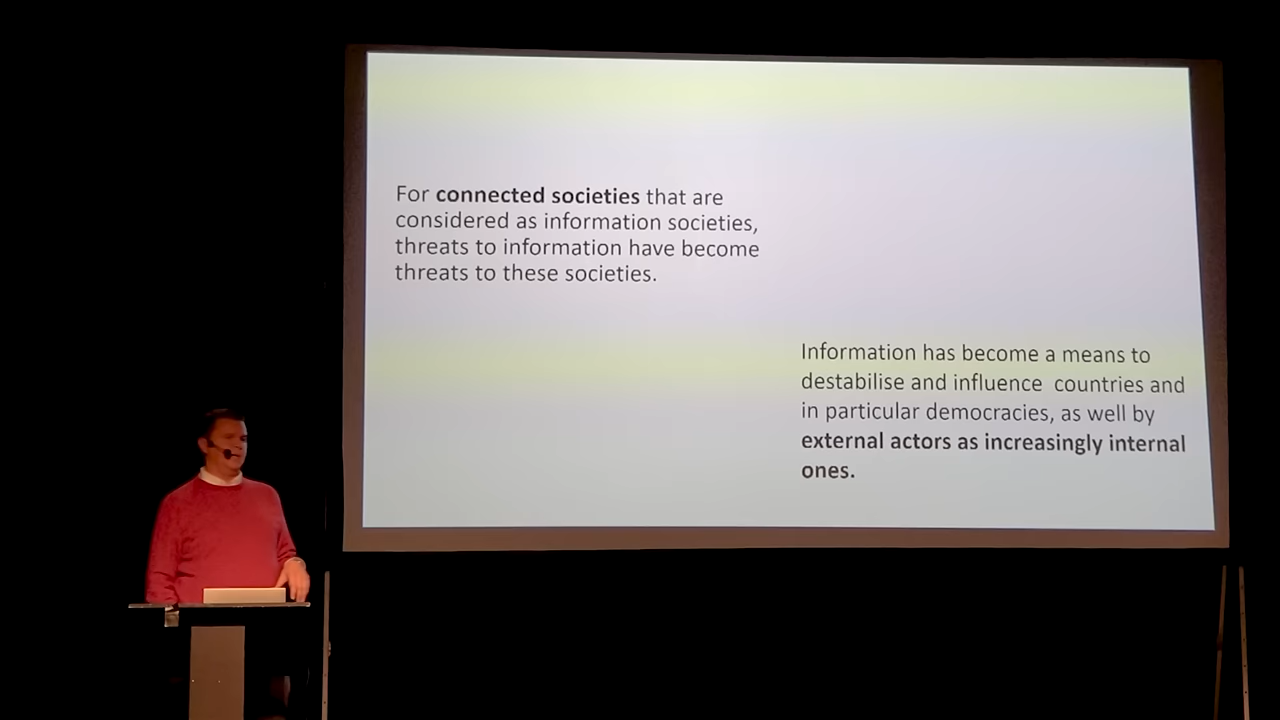 For connected societies that are
considered as information societies,
threats to information have become
threats to these societies.
Information has become a means to
destabilise and influence  countries and
in particular democracies, as well by
external actors as increasingly internal
ones.